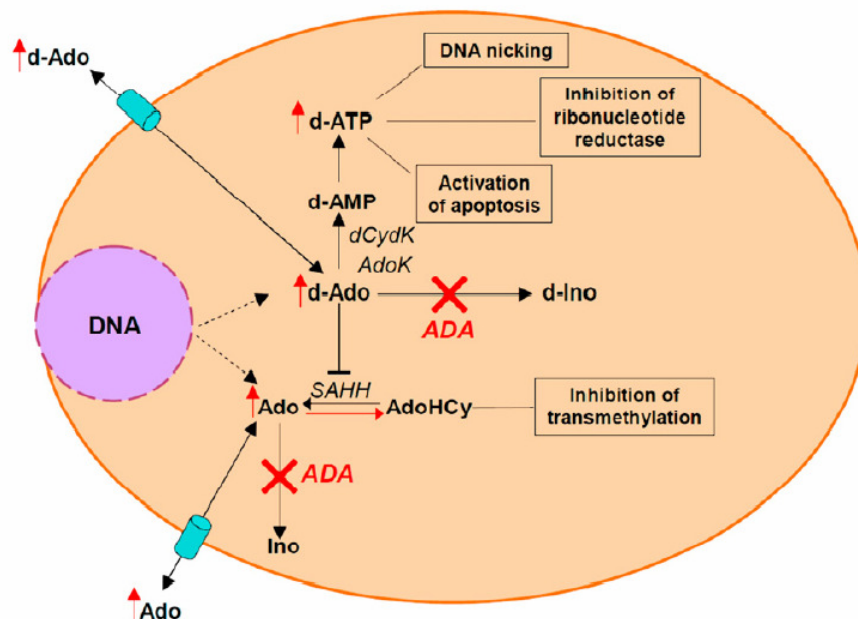 d-Ado
DNA nicking
d-ATP
Inhibition of
ribonucleotide
reductase
Activation
of apoptosis
d-AMP
dCydK
AdoK
d-Ado
d-Ino
ADA
DNA
SAHH
Ado
AdoHCy
Inhibition of
transmethylation
ADA
Ino
Ado